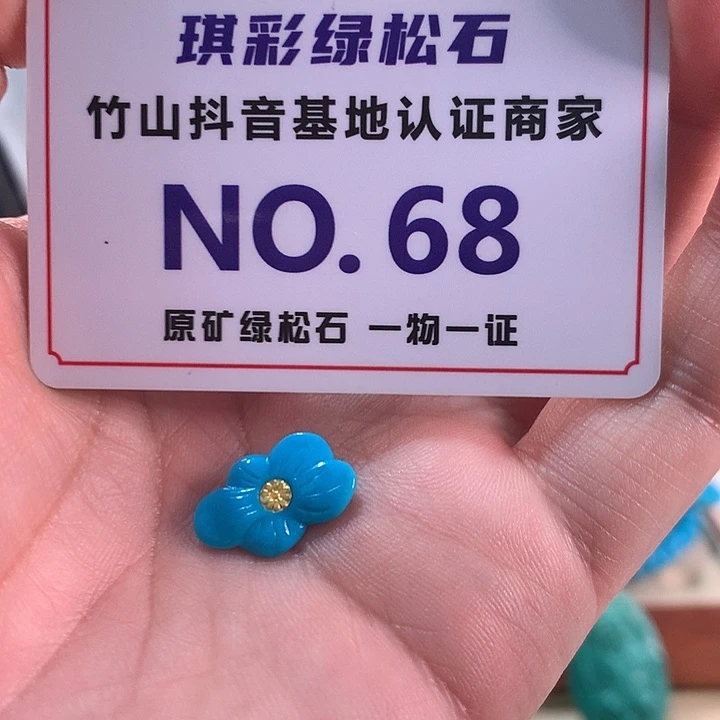 琪彩绿松石
竹山抖音基地认证商家
NO. 68
原矿绿松石 一物一证